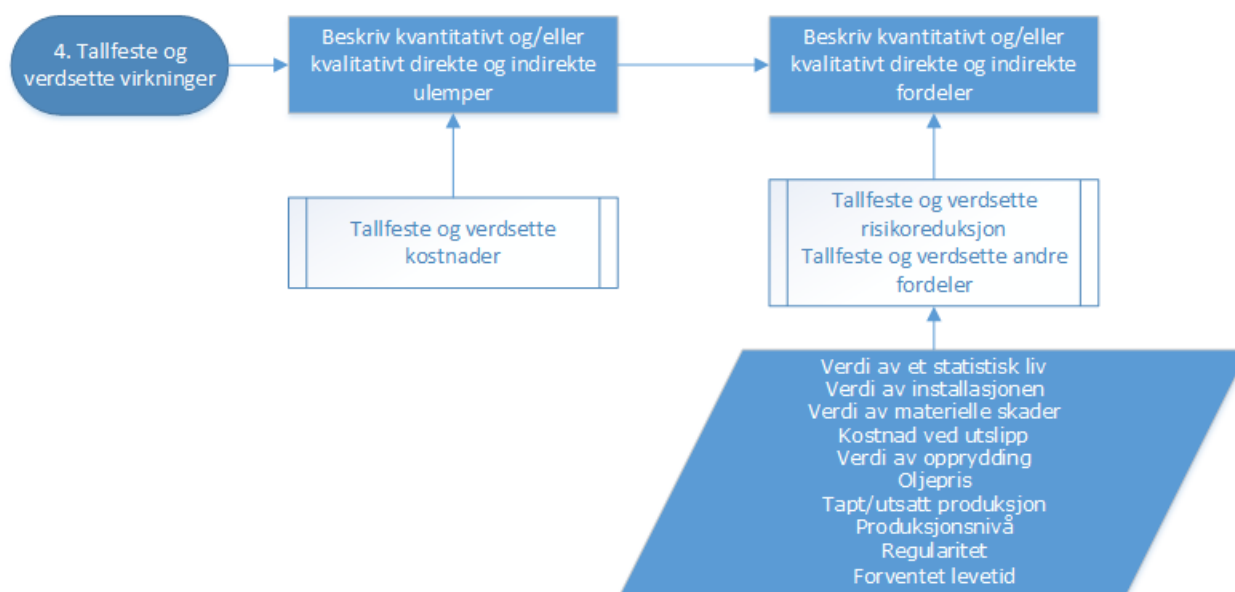 4. Tallfeste og
verdsette virkninger
Beskriv kvantitativt og/eller
kvalitativt direkte og indirekte
ulemper
Beskriv kvantitativt og/eller
kvalitativt direkte og indirekte
fordeler
Tallfeste og verdsette
kostnader
Tallfeste og verdsette
risikoreduksjon
Tallfeste og verdsette andre
fordeler
Verdi av et statistisk liv
Verdi av installasjonen
Verdi av materielle skader
Kostnad ved utslipp
Verdi av opprydding
Oljepris
Tapt/utsatt produksjon
Produksjonsnivå
Regularitet
Forventet levetid